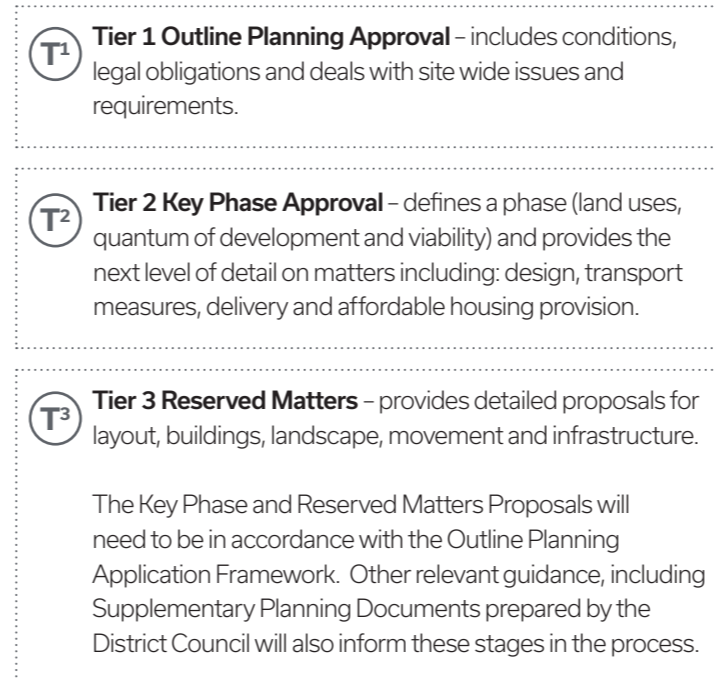 T1 Tier 1 Outline Planning Approval – includes conditions,
legal obligations and deals with site wide issues and
requirements.
T2 Tier 2 Key Phase Approval – defines a phase (land uses,
quantum of development and viability) and provides the
next level of detail on matters including: design, transport
measures, delivery and affordable housing provision.
T3 Tier 3 Reserved Matters – provides detailed proposals for
layout, buildings, landscape, movement and infrastructure.
The Key Phase and Reserved Matters Proposals will
need to be in accordance with the Outline Planning
Application Framework.  Other relevant guidance, including
Supplementary Planning Documents prepared by the
District Council will also inform these stages in the process.